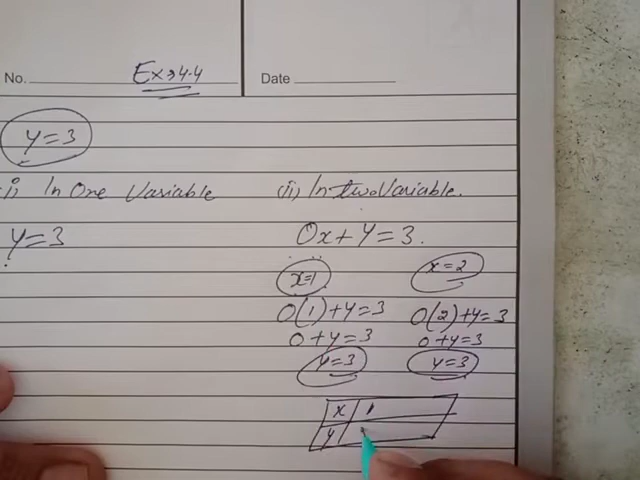 No. Ex→4.4 Date
y=3
i) In One Variable
(ii) In two Variable.
y=3
0x+y=3.
x=1
x=2
0(1)+y=3
0(2)+y=3
0+y=3
0+y=3
y=3
y=3
x 1
y